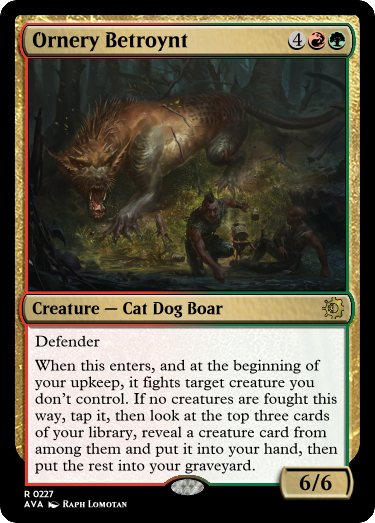 Ornery Betroynt 4
Creature — Cat Dog Boar
Defender
When this enters, and at the beginning of
your upkeep, it fights target creature you
don't control. If no creatures are fought this
way, tap it, then look at the top three cards
of your library, reveal a creature card from
among them and put it into your hand, then
put the rest into your graveyard.
6/6
R 0227
AVA Raph Lomotan